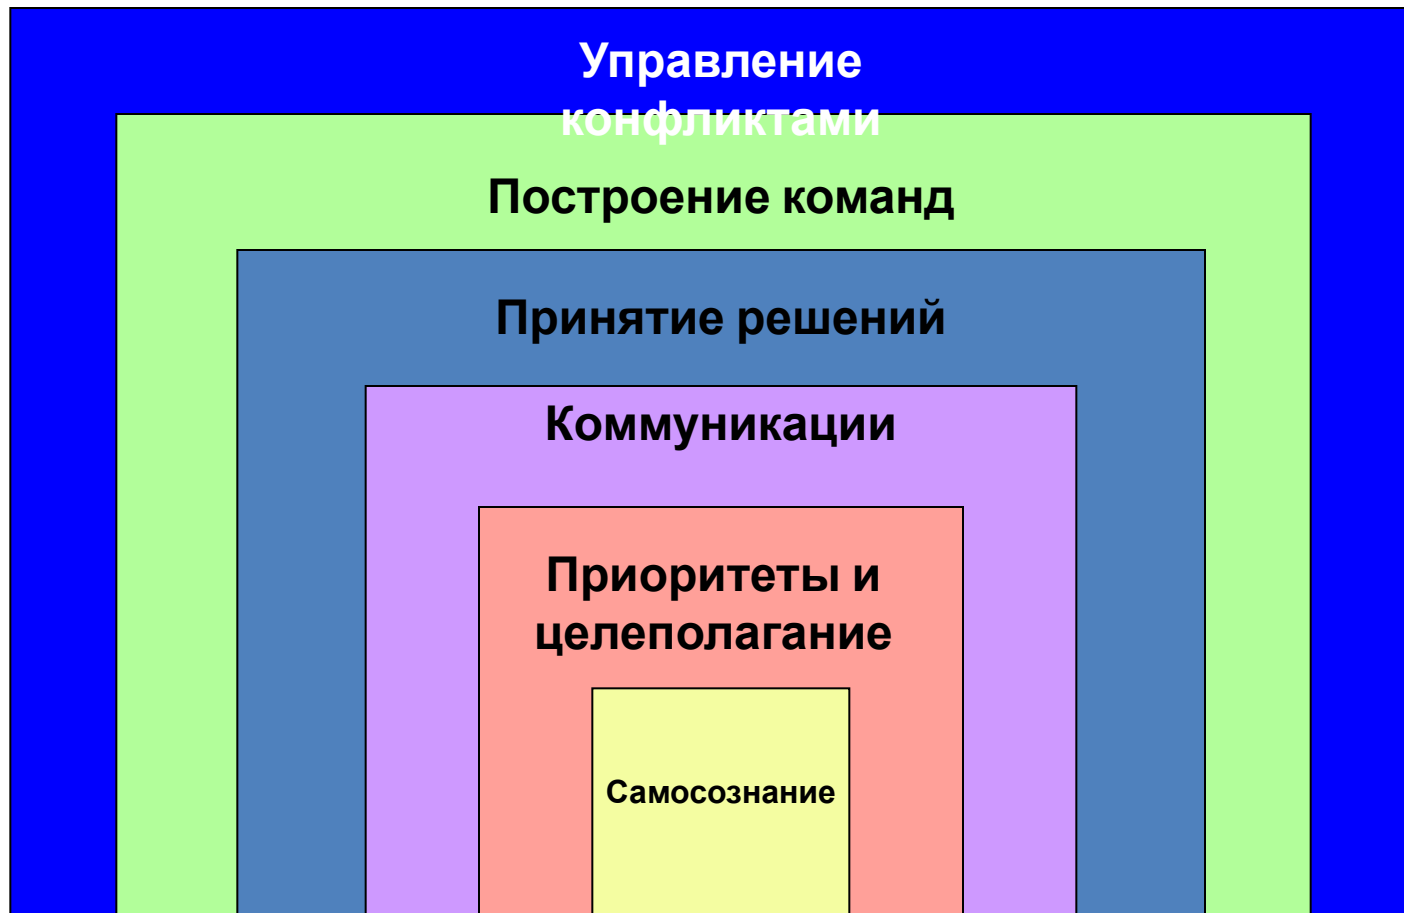 Управление
конфликтами
Построение команд
Принятие решений
Коммуникации
Приоритеты и
целеполагание
Самосознание